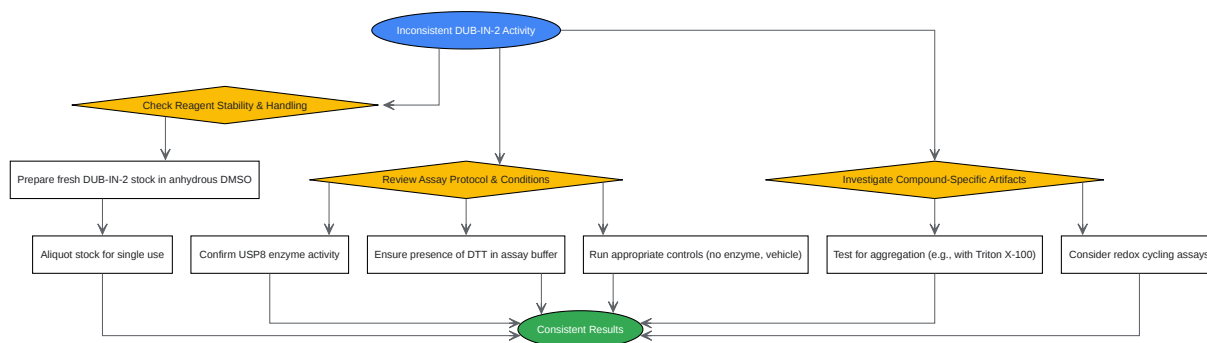 Inconsistent DUB-IN-2 Activity
Check Reagent Stability & Handling
Prepare fresh DUB-IN-2 stock in anhydrous DMSO
Review Assay Protocol & Conditions
Investigate Compound-Specific Artifacts
Aliquot stock for single use
Confirm USP8 enzyme activity
Ensure presence of DTT in assay buffer
Run appropriate controls (no enzyme, vehicle)
Test for aggregation (e.g., with Triton X-100)
Consider redox cycling assays
Consistent Results